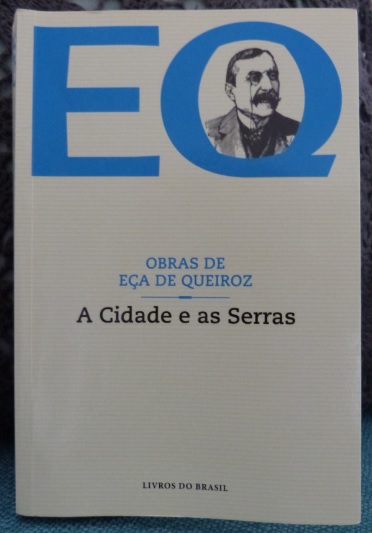 EQ
OBRAS DE
EÇA DE QUEIROZ
A Cidade e as Serras
LIVROS DO BRASIL